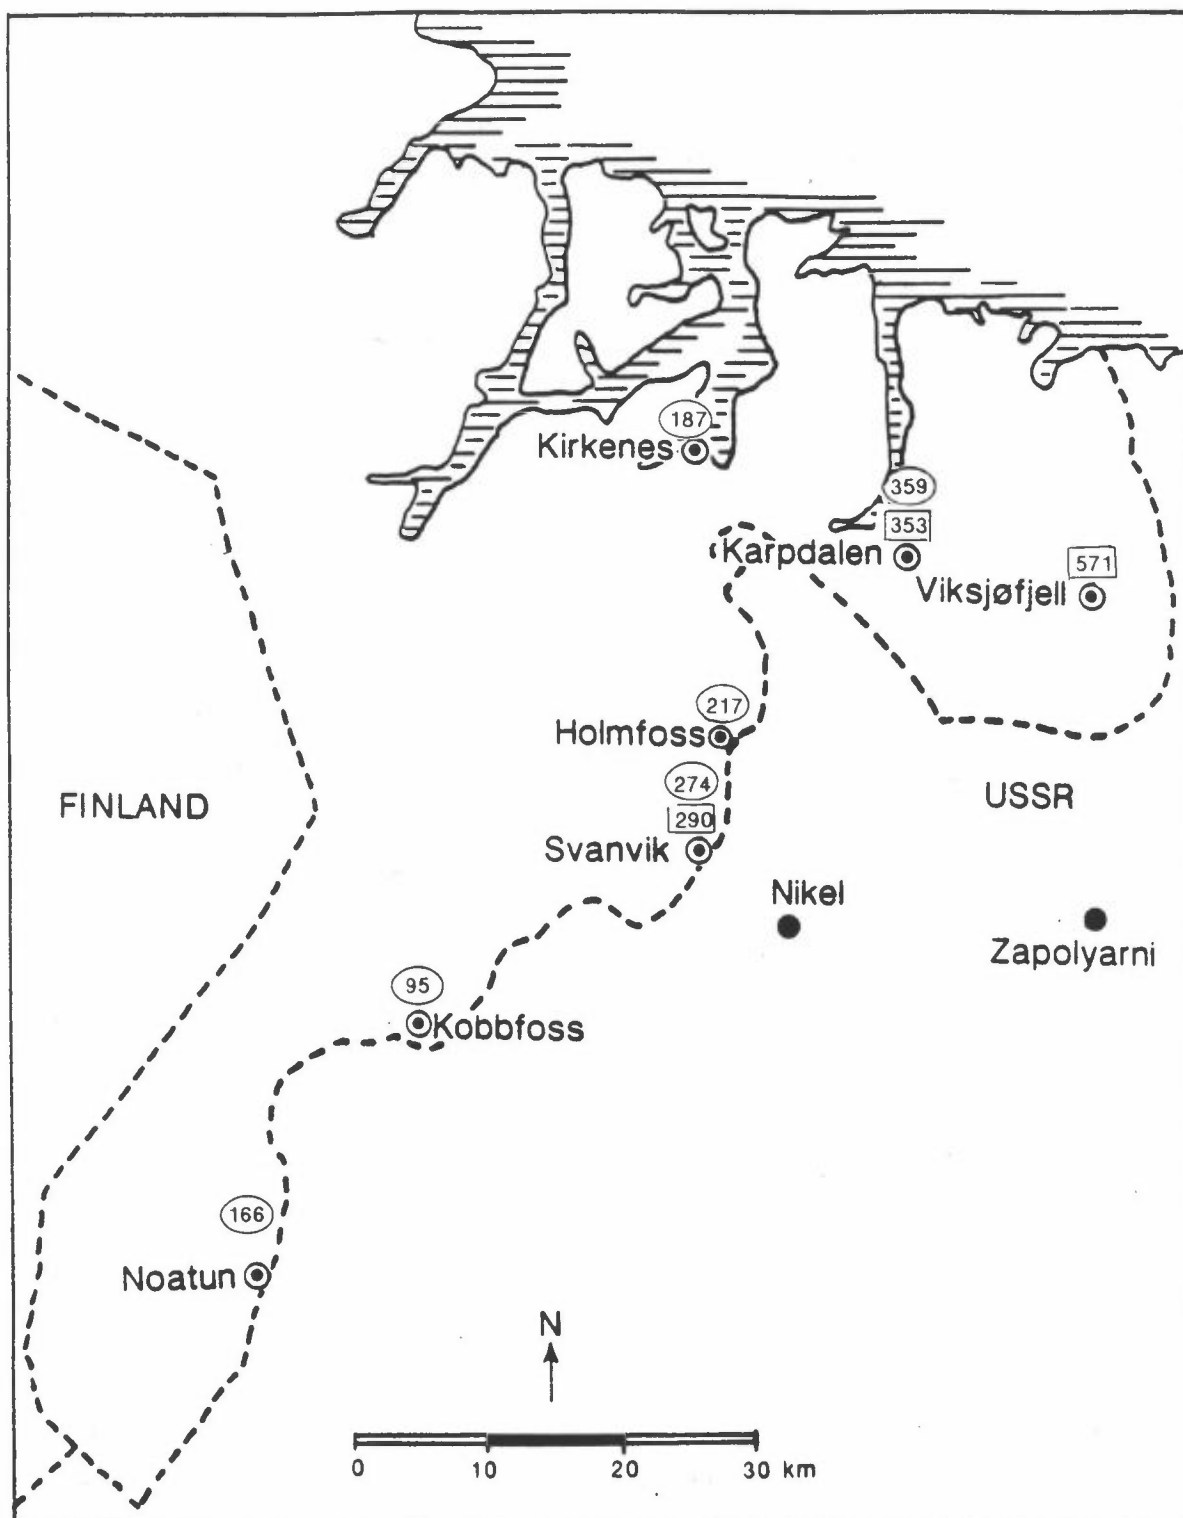 187
Kirkenes
359
353
Karpdalen
571
Viksjøfjell
217
Holmfoss
274
290
Svanvik
FINLAND
USSR
Nikel
Zapolyarni
95
Kobbfoss
166
Noatun
N
0 10 20 30 km